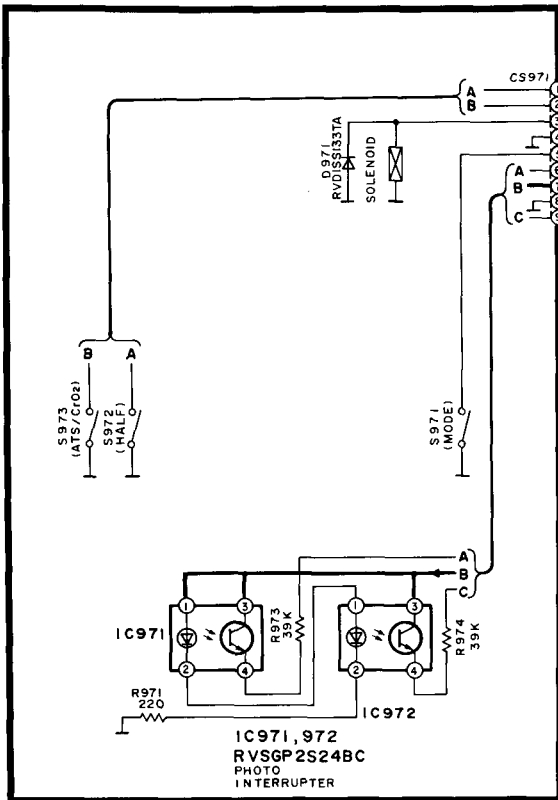 CS971
A
B
D971
RVD1SS133TA
SOLENOID
A
B
C
B
A
S973
(ATS/CrO2)
S972
(HALF)
S971
(MODE)
A
B
C
1
3
1
3
IC971
R973
39K
R974
39K
2
4
2
4
R971
220
IC972
IC971,972
RVSGP2S24BC
PHOTO
INTERRUPTER